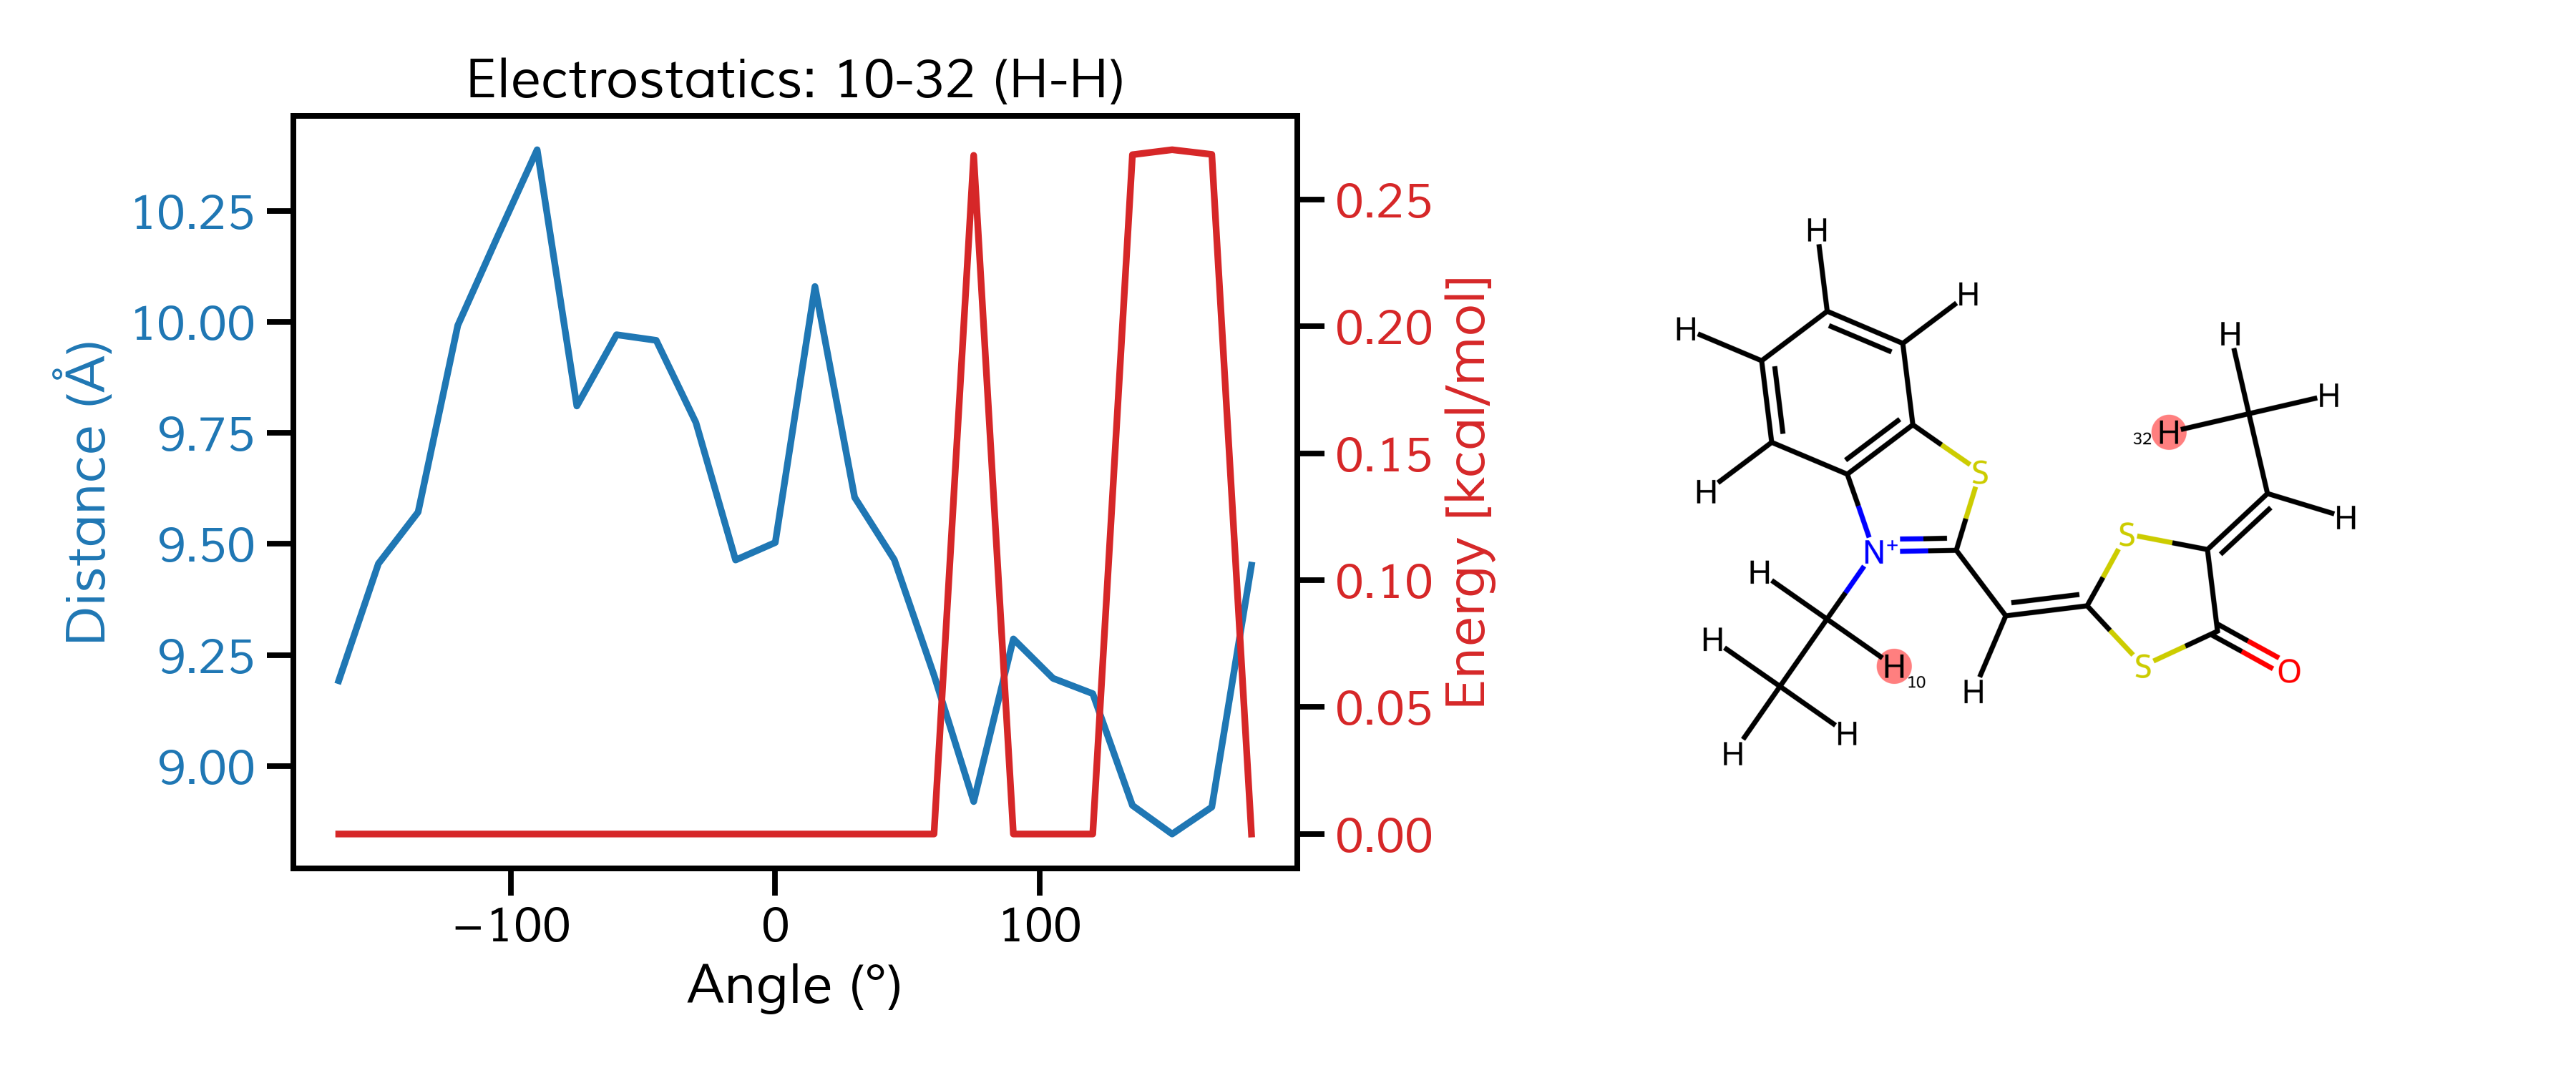 Electrostatics: 10-32 (H-H)
Distance (Å)
10.25
10.00
9.75
9.50
9.25
9.00
−100
0
100
Angle (°)
0.25
0.20
0.15
0.10
0.05
0.00
Energy [kcal/mol]
H
H
H
H
H
32 H
H
S
H
H
S
N+
H
H
H 10
S
O
H
H
H